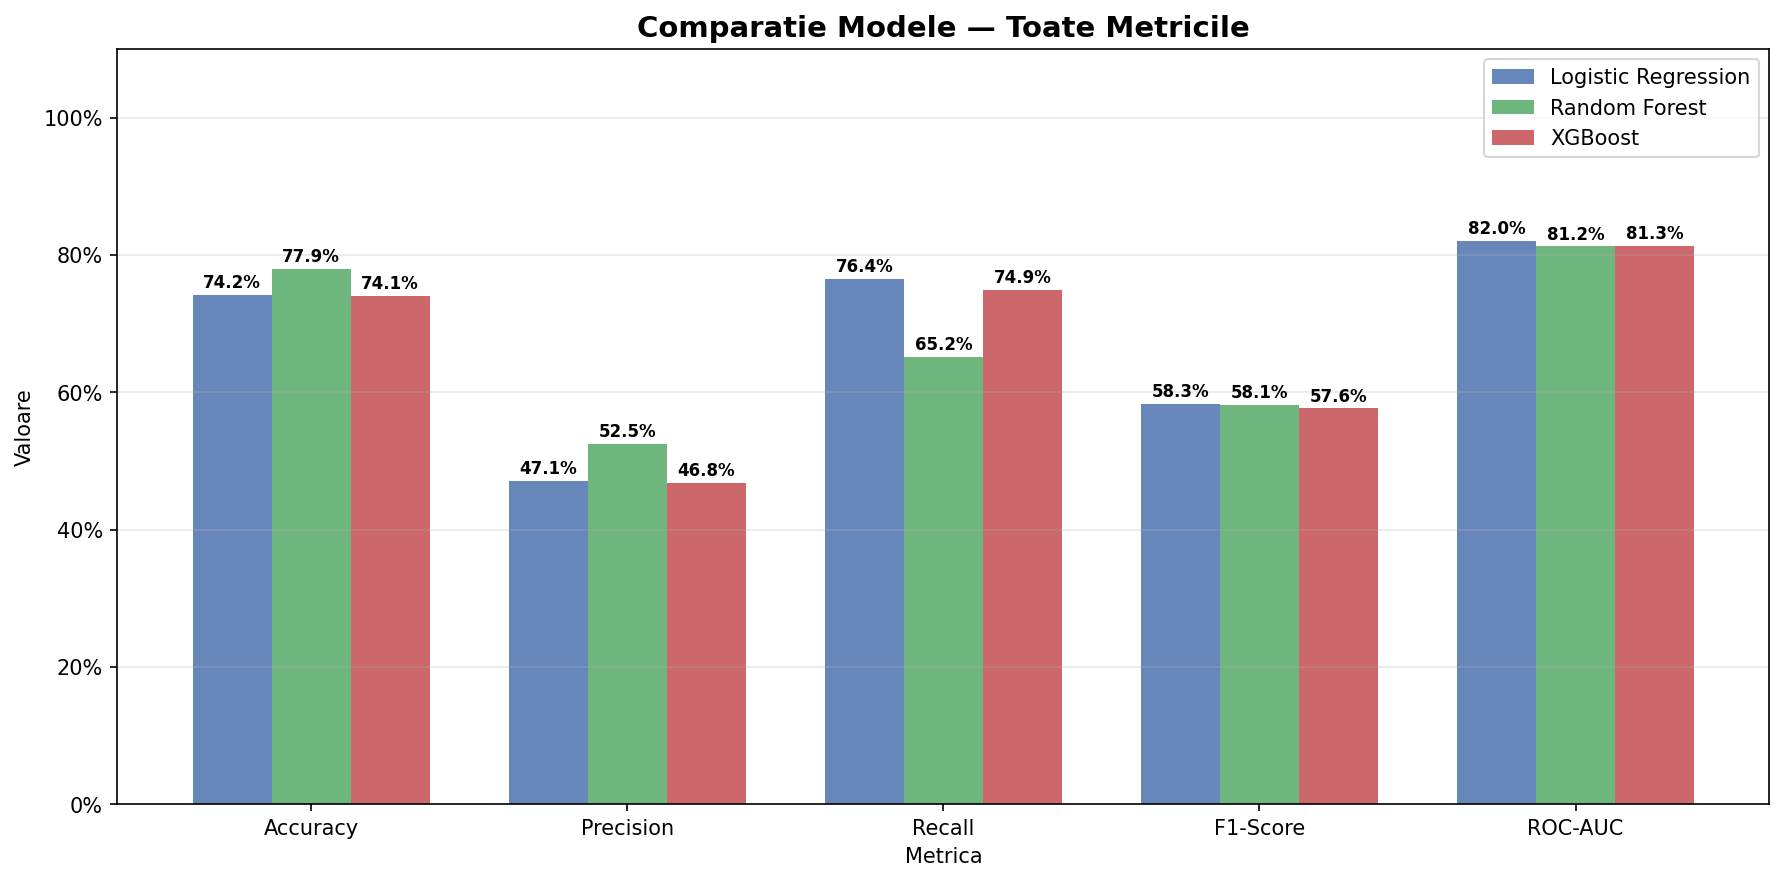 Comparatie Modele — Toate Metricile
Logistic Regression
Random Forest
XGBoost
Valoare
100%
80%
60%
40%
20%
0%
74.2%
77.9%
74.1%
47.1%
52.5%
46.8%
76.4%
65.2%
74.9%
58.3%
58.1%
57.6%
82.0%
81.2%
81.3%
Accuracy
Precision
Recall
F1-Score
ROC-AUC
Metrica